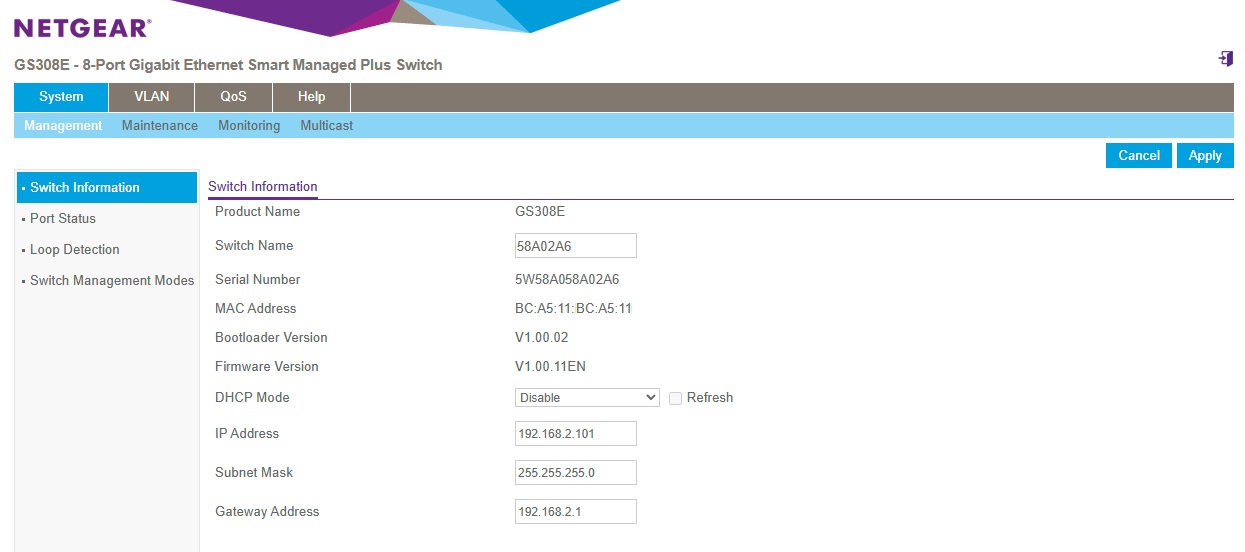 NETGEAR®
GS308E - 8-Port Gigabit Ethernet Smart Managed Plus Switch
System VLAN QoS Help
Management Maintenance Monitoring Multicast
Cancel Apply
Switch Information
Port Status
Loop Detection
Switch Management Modes
Switch Information
Product Name GS308E
Switch Name 58A02A6
Serial Number 5W58A058A02A6
MAC Address BC:A5:11:BC:A5:11
Bootloader Version V1.00.02
Firmware Version V1.00.11EN
DHCP Mode Disable Refresh
IP Address 192.168.2.101
Subnet Mask 255.255.255.0
Gateway Address 192.168.2.1